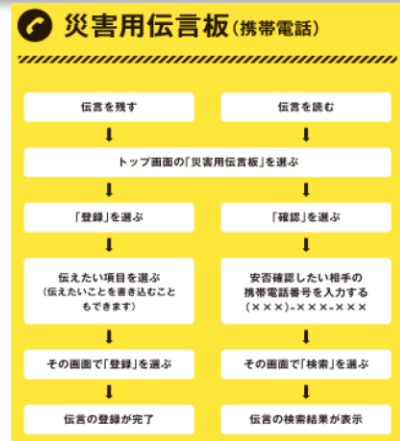 災害用伝言板(携帯電話)
伝言を残す
伝言を読む
トップ画面の「災害用伝言板」を選ぶ
「登録」を選ぶ
「確認」を選ぶ
伝えたい項目を選ぶ
(伝えたいことを書き込むこと
もできます)
安否確認したい相手の
携帯電話番号を入力する
(×××)-×××-×××
その画面で「登録」を選ぶ
その画面で「検索」を選ぶ
伝言の登録が完了
伝言の検索結果が表示